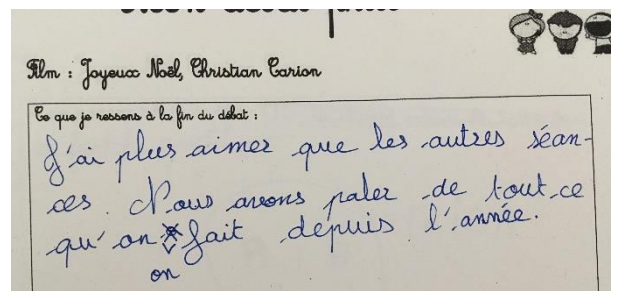 Film : Joyeux Noël, Christian Carion
Ce que je ressens à la fin du débat :
J'ai plus aimer que les autres séan-
ces. Nous avons paler de tout ce
qu'on fait depuis l'année.
on